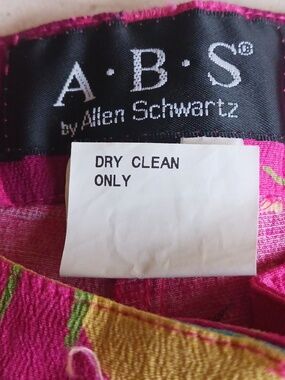 A·B·S®
by Allen Schwartz
DRY CLEAN
ONLY